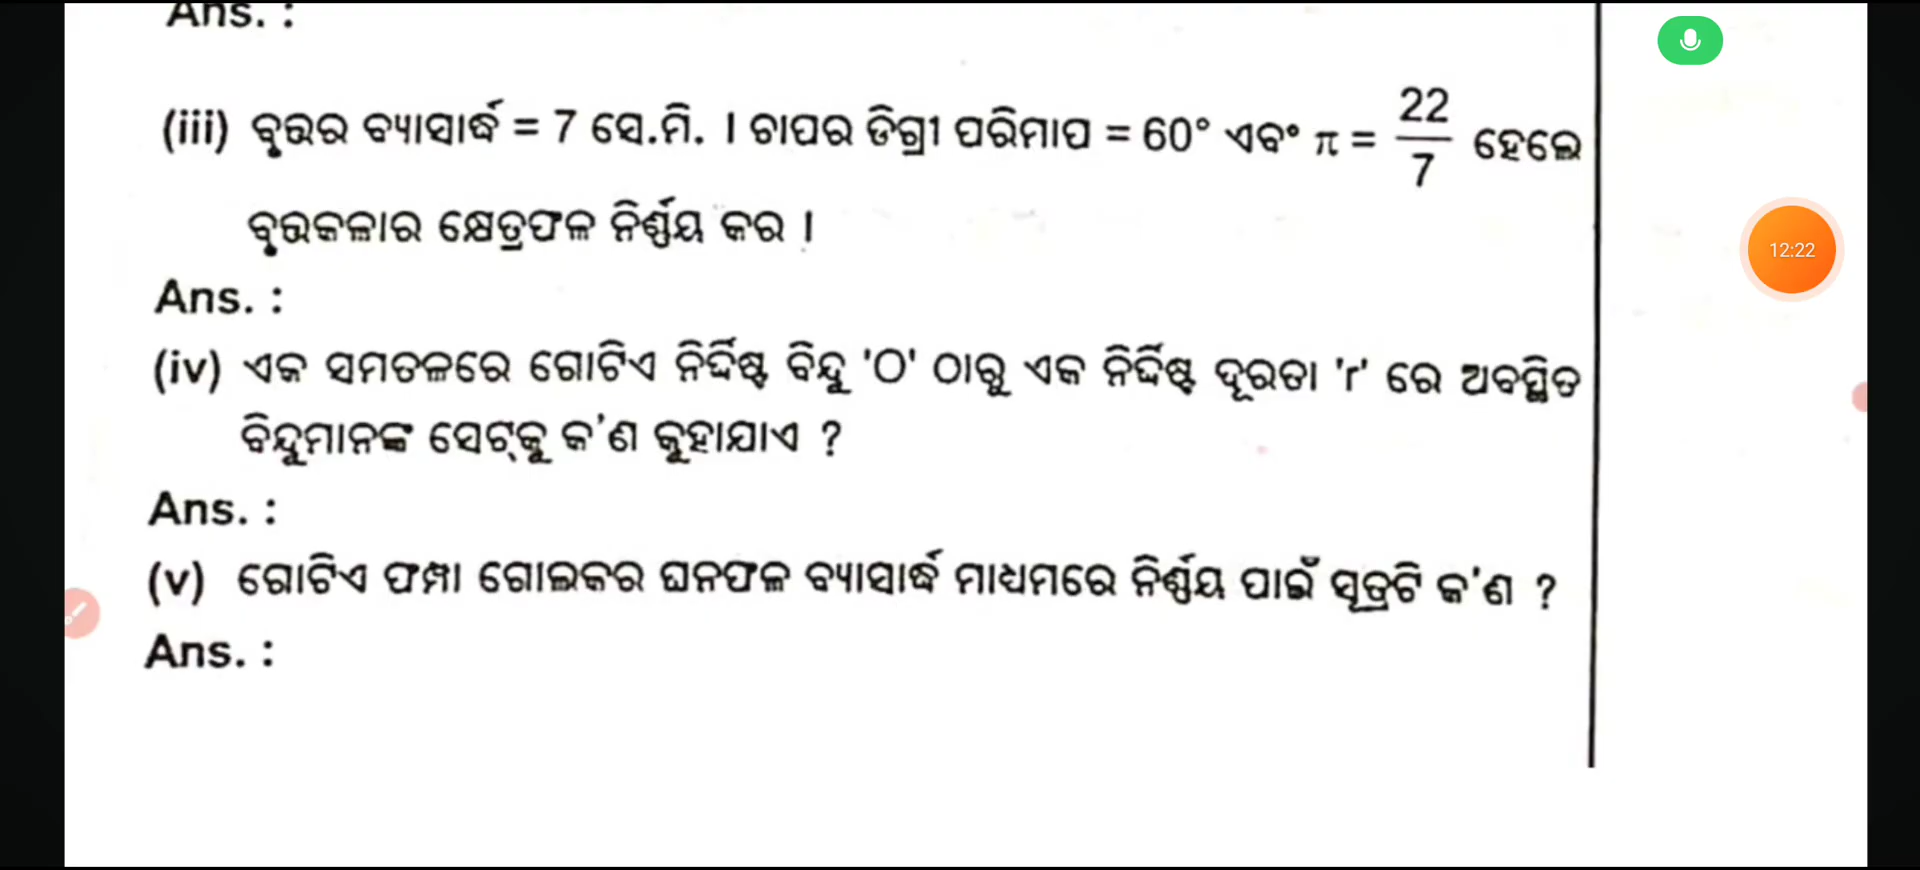 Ans. :
(iii) ବୃତ୍ତର ବ୍ୟାସାର୍ଦ୍ଧ = 7 ସେ.ମି. । ଚାପର ଡିଗ୍ରୀ ପରିମାପ = 60° ଏବଂ π = 22/7 ହେଲେ
ବୃତ୍ତକଳାର କ୍ଷେତ୍ରଫଳ ନିର୍ଣ୍ଣୟ କର ।
Ans. :
(iv) ଏକ ସମତଳରେ ଗୋଟିଏ ନିର୍ଦ୍ଦିଷ୍ଟ ବିନ୍ଦୁ 'O' ଠାରୁ ଏକ ନିର୍ଦ୍ଦିଷ୍ଟ ଦୂରତା 'r' ରେ ଅବସ୍ଥିତ
ବିନ୍ଦୁମାନଙ୍କ ସେଟ୍‌କୁ କ'ଣ କୁହାଯାଏ ?
Ans. :
(v) ଗୋଟିଏ ଫମ୍ପା ଗୋଲକର ଘନଫଳ ବ୍ୟାସାର୍ଦ୍ଧ ମାଧ୍ୟମରେ ନିର୍ଣ୍ଣୟ ପାଇଁ ସୂତ୍ରଟି କ'ଣ ?
Ans. :
12:22